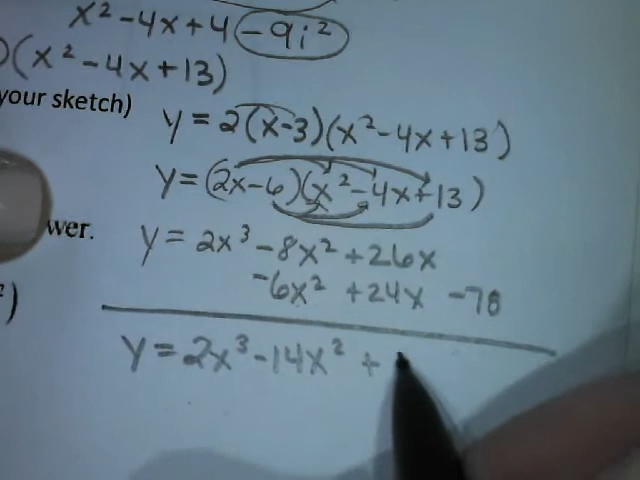 x² - 4x + 4 - 9i²
)(x² - 4x + 13)
your sketch)
y = 2(x-3)(x² - 4x + 13)
y = (2x - 6)(x² - 4x + 13)
wer.
y = 2x³ - 8x² + 26x
-6x² + 24x - 78
)
y = 2x³ - 14x² +